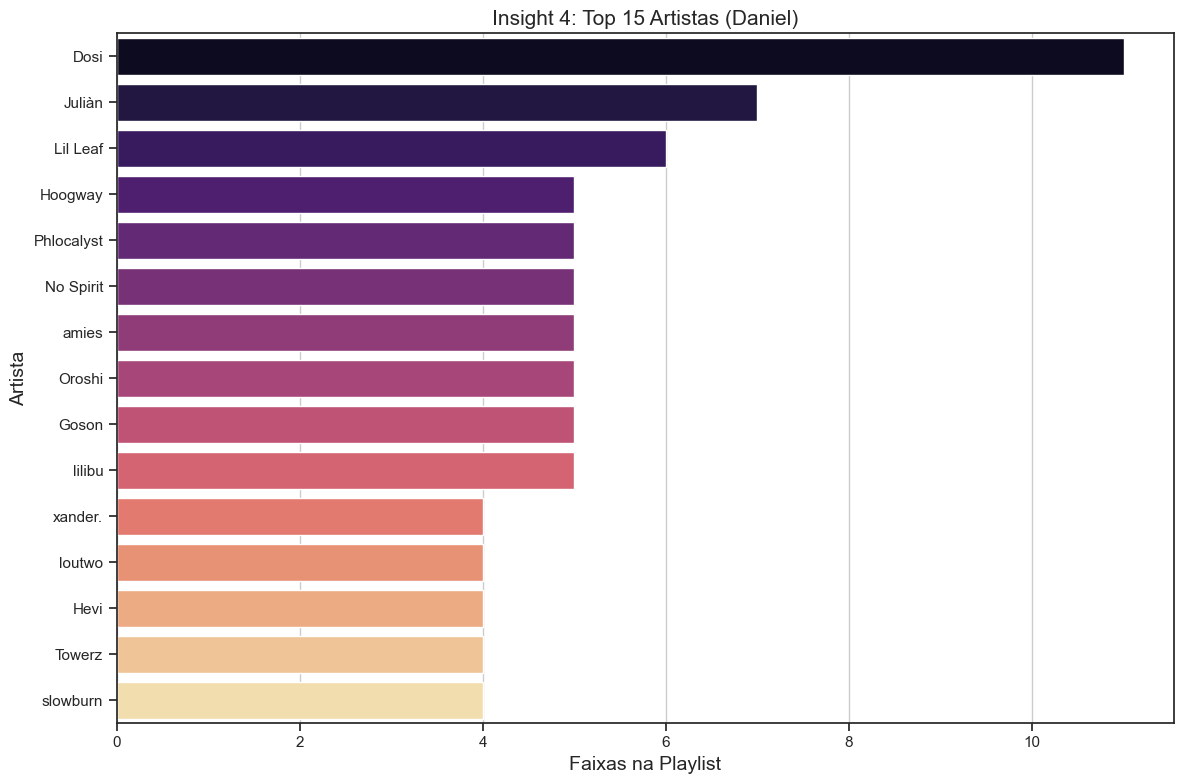 Insight 4: Top 15 Artistas (Daniel)
Artista
Dosi
Juliàn
Lil Leaf
Hoogway
Phlocalyst
No Spirit
amies
Oroshi
Goson
lilibu
xander.
loutwo
Hevi
Towerz
slowburn
0 2 4 6 8 10
Faixas na Playlist